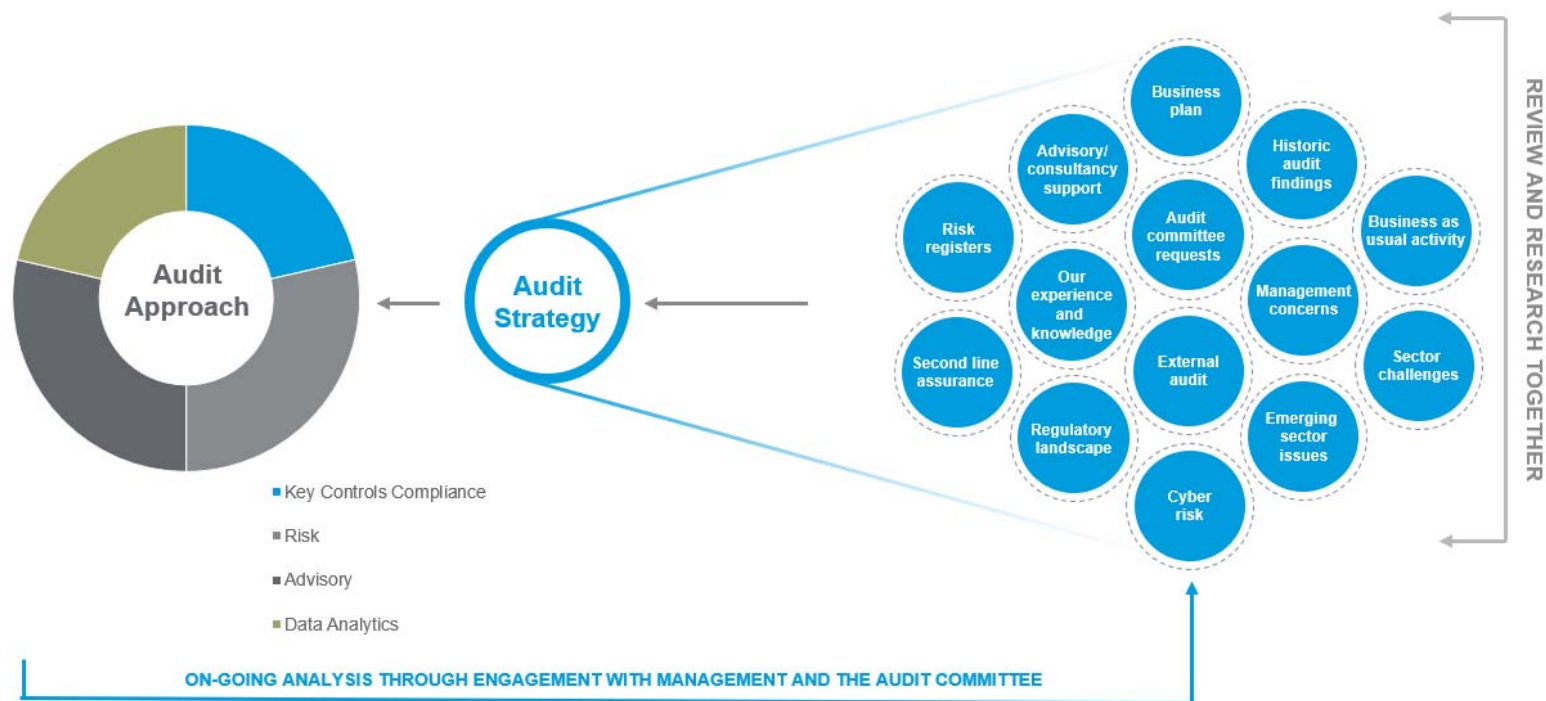 Audit
Approach
Key Controls Compliance
Risk
Advisory
Data Analytics
Audit
Strategy
Business
plan
Advisory/
consultancy
support
Historic
audit
findings
Risk
registers
Audit
committee
requests
Business as
usual activity
Our
experience
and
knowledge
Management
concerns
Second line
assurance
External
audit
Sector
challenges
Regulatory
landscape
Emerging
sector
issues
Cyber
risk
REVIEW AND RESEARCH TOGETHER
ON-GOING ANALYSIS THROUGH ENGAGEMENT WITH MANAGEMENT AND THE AUDIT COMMITTEE